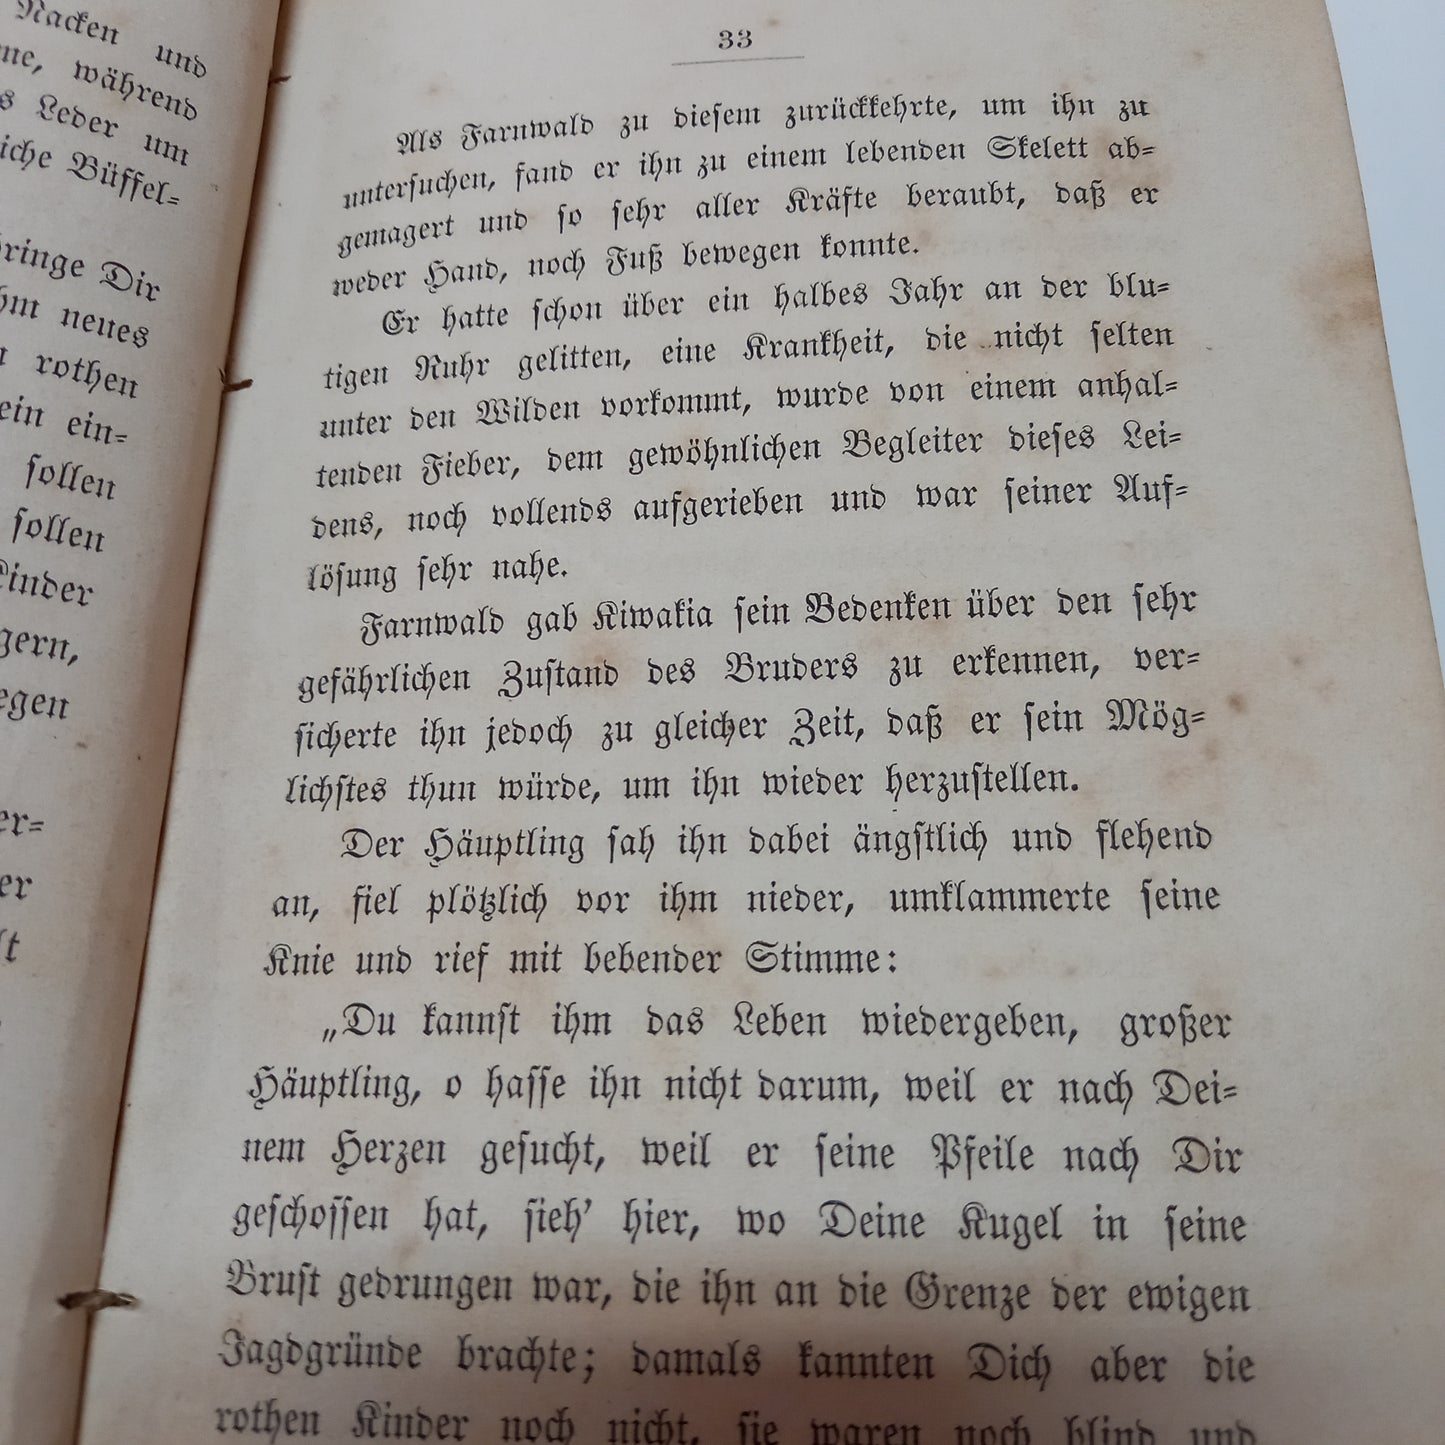 Nacken und
während
Leder um
Büffel=
Dir
neues
rothen
ein ein=
sollen
sollen
33
Als Farnwald zu diesem zurückkehrte, um ihn zu
untersuchen, fand er ihn zu einem lebenden Skelett ab=
gemagert und so sehr aller Kräfte beraubt, daß er
weder Hand, noch Fuß bewegen konnte.
Er hatte schon über ein halbes Jahr an der blu=
tigen Ruhr gelitten, eine Krankheit, die nicht selten
unter den Wilden vorkommt, wurde von einem anhal=
tenden Fieber, dem gewöhnlichen Begleiter dieses Lei=
dens, noch vollends aufgerieben und war seiner Auf=
lösung sehr nahe.
Farnwald gab Kiwakia sein Bedenken über den sehr
gefährlichen Zustand des Bruders zu erkennen, ver=
sicherte ihn jedoch zu gleicher Zeit, daß er sein Mög=
lichstes thun würde, um ihn wieder herzustellen.
Der Häuptling sah ihn dabei ängstlich und flehend
an, fiel plötzlich vor ihm nieder, umklammerte seine
Knie und rief mit bebender Stimme:
„Du kannst ihm das Leben wiedergeben, großer
Häuptling, o hasse ihn nicht darum, weil er nach Dei=
nem Herzen gesucht, weil er seine Pfeile nach Dir
geschossen hat, sieh’ hier, wo Deine Kugel in seine
Brust gedrungen war, die ihn an die Grenze der ewigen
Jagdgründe brachte; damals kannten Dich aber die
rothen Kinder noch nicht, sie waren noch blind und